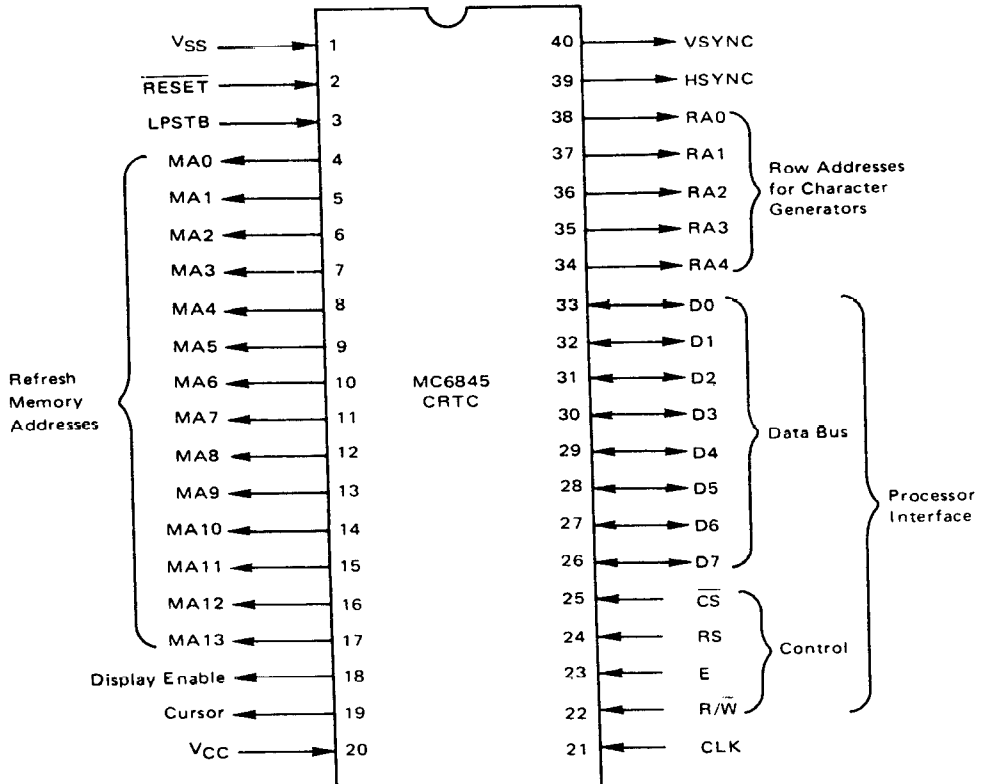 VSS 1
RESET 2
LPSTB 3
MA0 4
MA1 5
MA2 6
MA3 7
MA4 8
MA5 9
MA6 10
MA7 11
MA8 12
MA9 13
MA10 14
MA11 15
MA12 16
MA13 17
Display Enable 18
Cursor 19
VCC 20
Refresh
Memory
Addresses
MC6845
CRTC
40 VSYNC
39 HSYNC
38 RA0
37 RA1
36 RA2
35 RA3
34 RA4
33 D0
32 D1
31 D2
30 D3
29 D4
28 D5
27 D6
26 D7
25 CS
24 RS
23 E
22 R/W
21 CLK
Row Addresses
for Character
Generators
Data Bus
Control
Processor
Interface